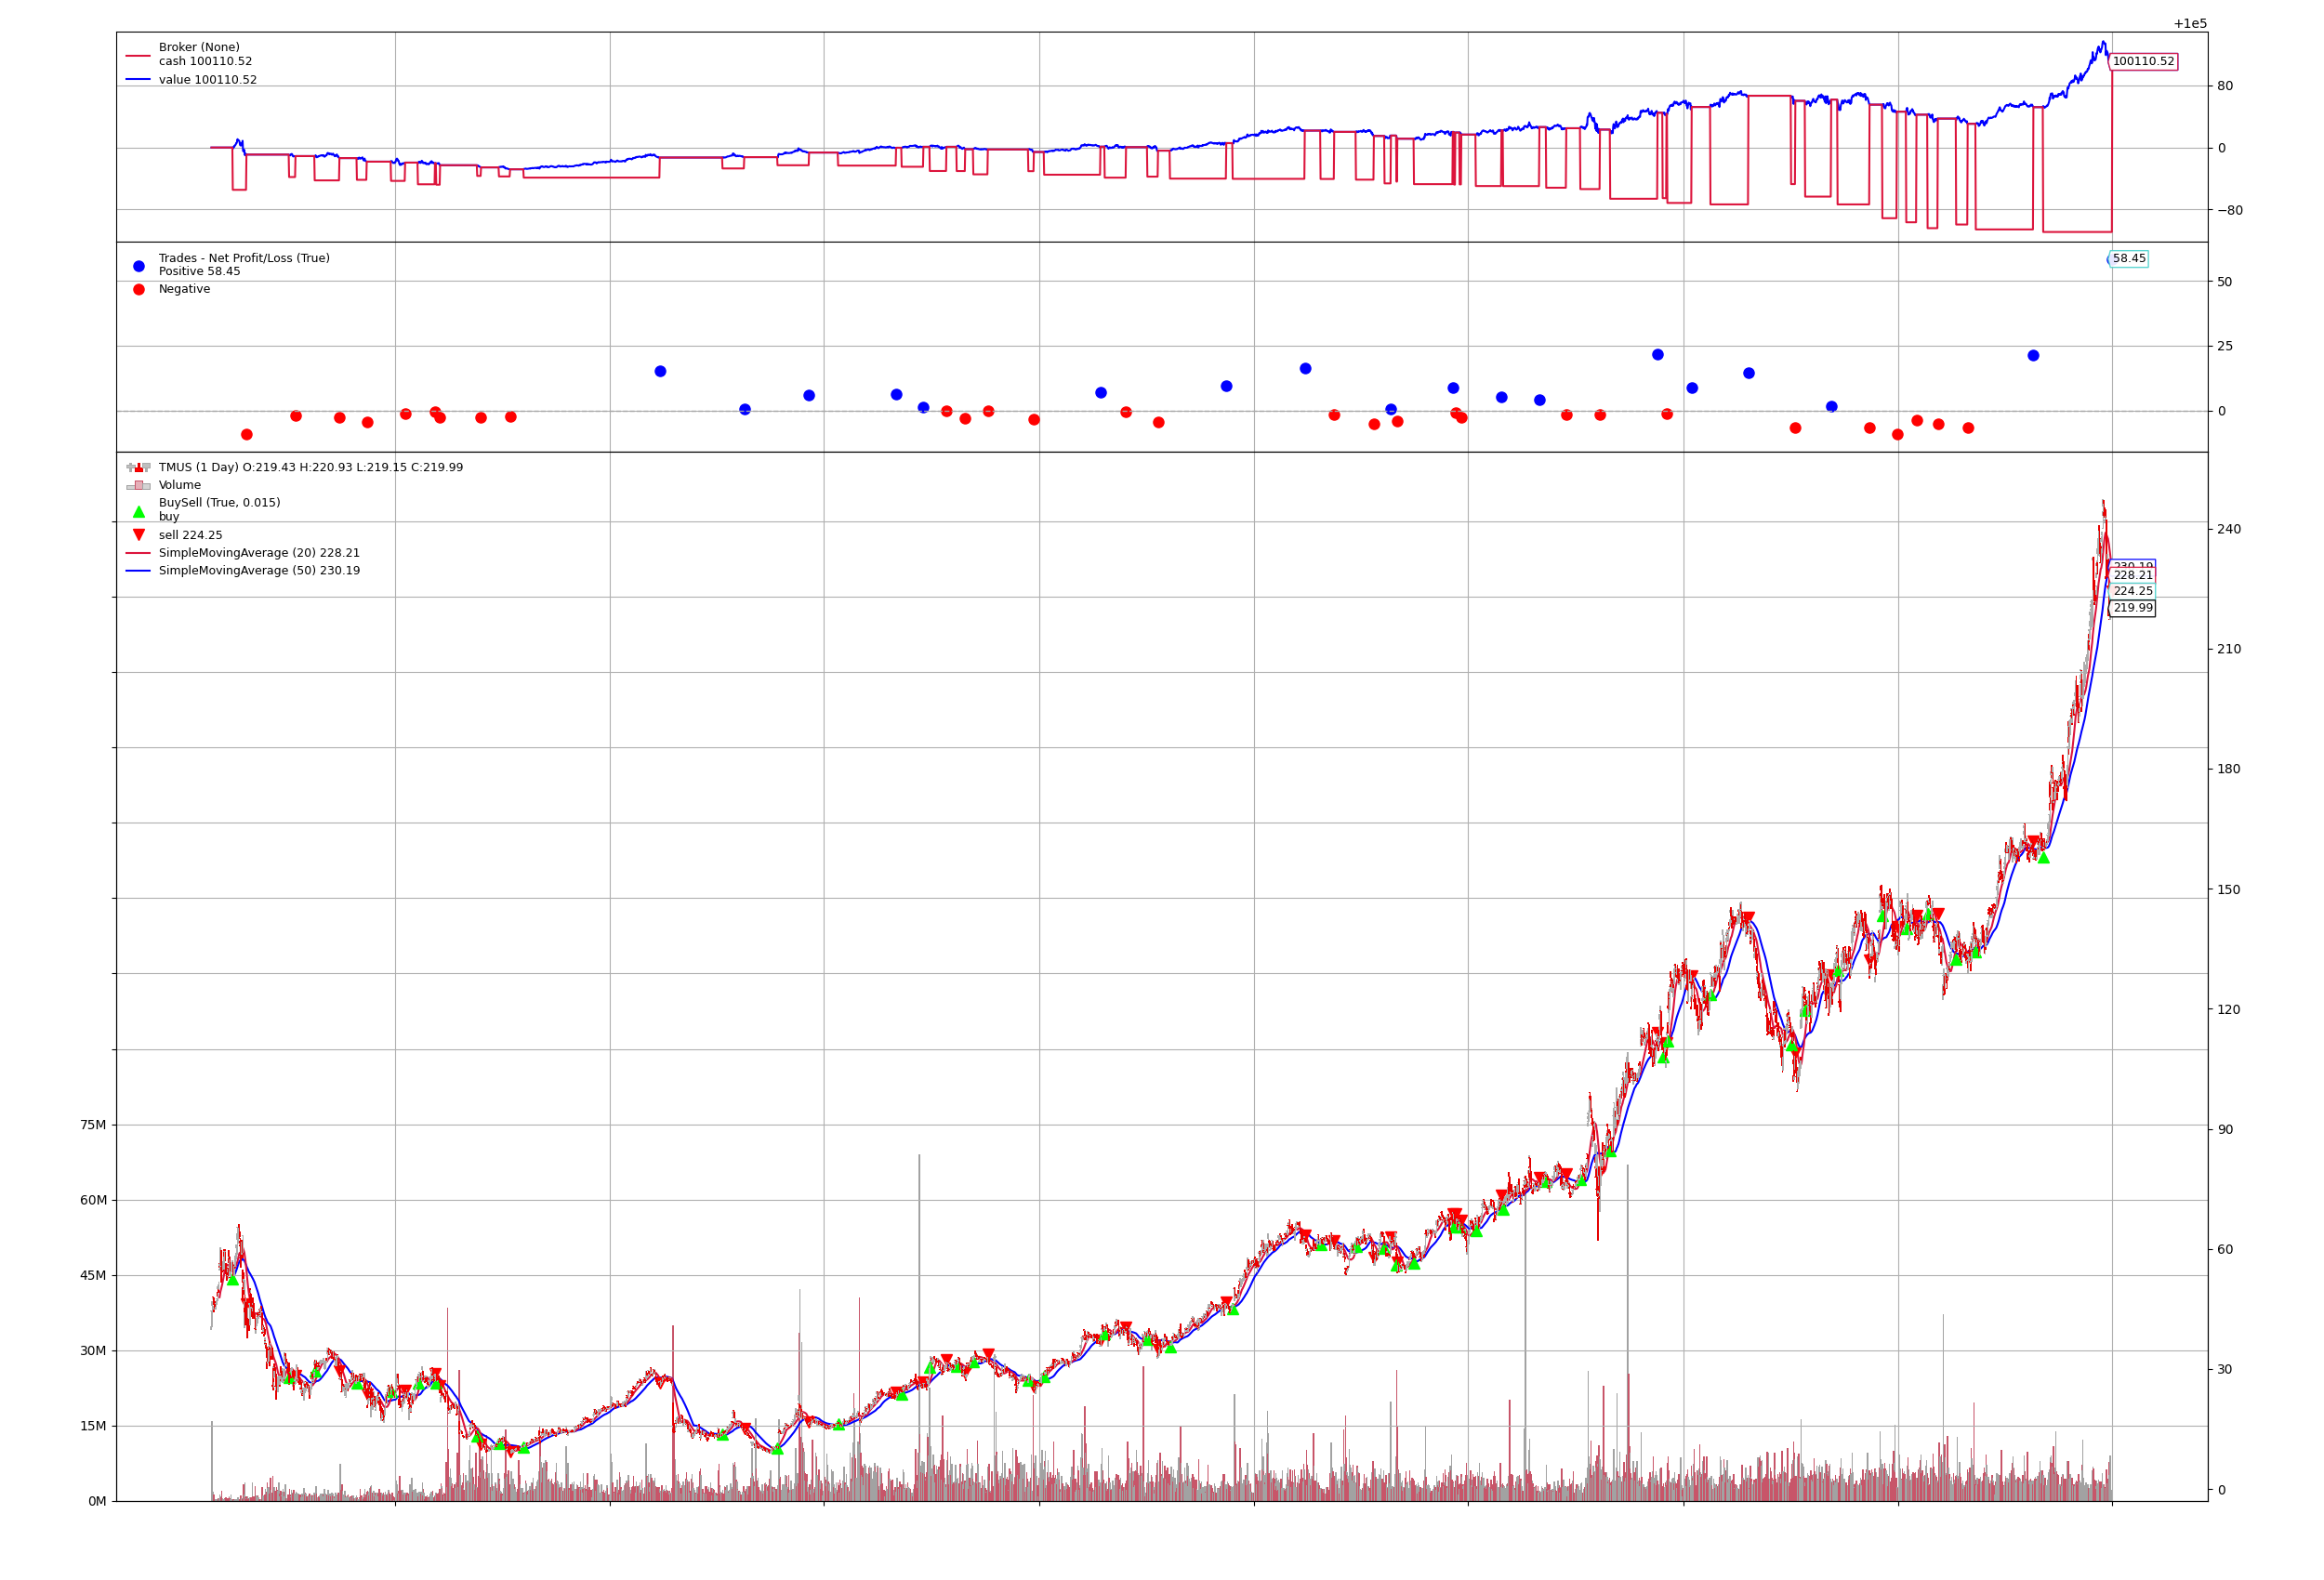 +1e5
Broker (None)
cash 100110.52
value 100110.52
100110.52
80
0
−80
Trades - Net Profit/Loss (True)
Positive 58.45
Negative
58.45
50
25
0
TMUS (1 Day) O:219.43 H:220.93 L:219.15 C:219.99
Volume
BuySell (True, 0.015)
buy
sell 224.25
SimpleMovingAverage (20) 228.21
SimpleMovingAverage (50) 230.19
240
230.19
228.21
224.25
219.99
210
180
150
120
90
60
30
0
75M
60M
45M
30M
15M
0M